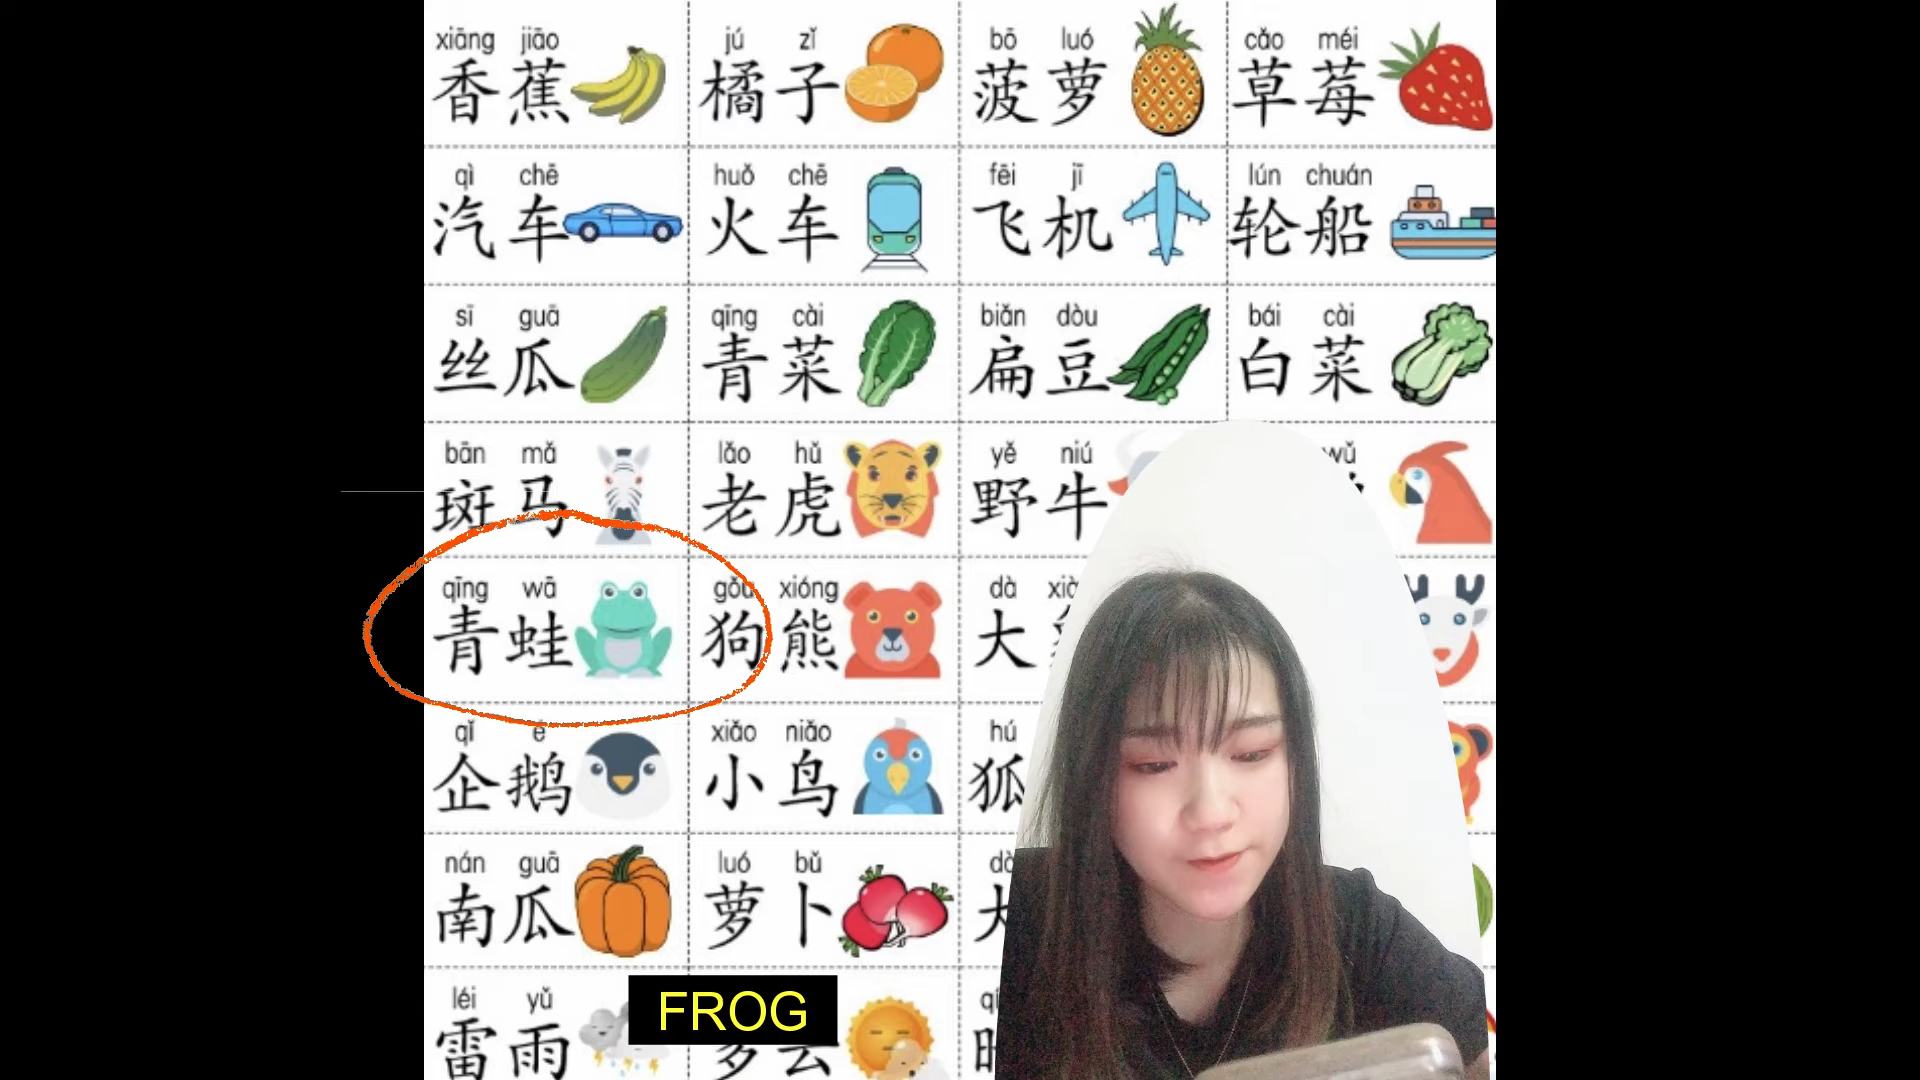 xiāng jiāo jú zǐ bō luó cǎo méi
香蕉 橘子 菠萝 草莓
qì chē huǒ chē fēi jī lún chuán
汽车 火车 飞机 轮船
sī guā qīng cài biǎn dòu bái cài
丝瓜 青菜 扁豆 白菜
bān mǎ lǎo hǔ yě niú wǔ
斑马 老虎 野牛
qīng wā gǒu xióng dà
青蛙 狗熊 大
qǐ é xiǎo niǎo hú
企鹅 小鸟 狐
nán guā luó bǔ
南瓜 萝卜
léi yǔ
雷雨 多云
FROG